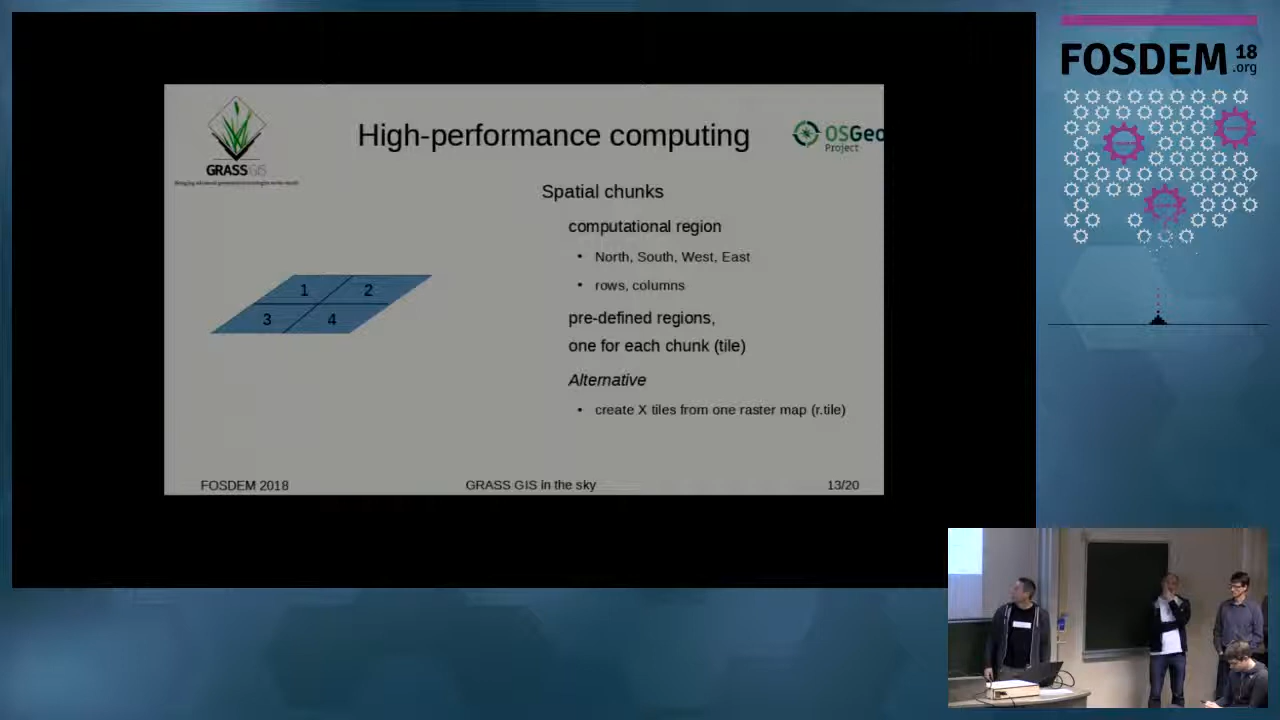 FOSDEM 18
.org
High-performance computing
OSGeo
Project
GRASS GIS
Spatial chunks
computational region
• North, South, West, East
• rows, columns
1 2
3 4
pre-defined regions,
one for each chunk (tile)
Alternative
• create X tiles from one raster map (r.tile)
FOSDEM 2018
GRASS GIS in the sky
13/20